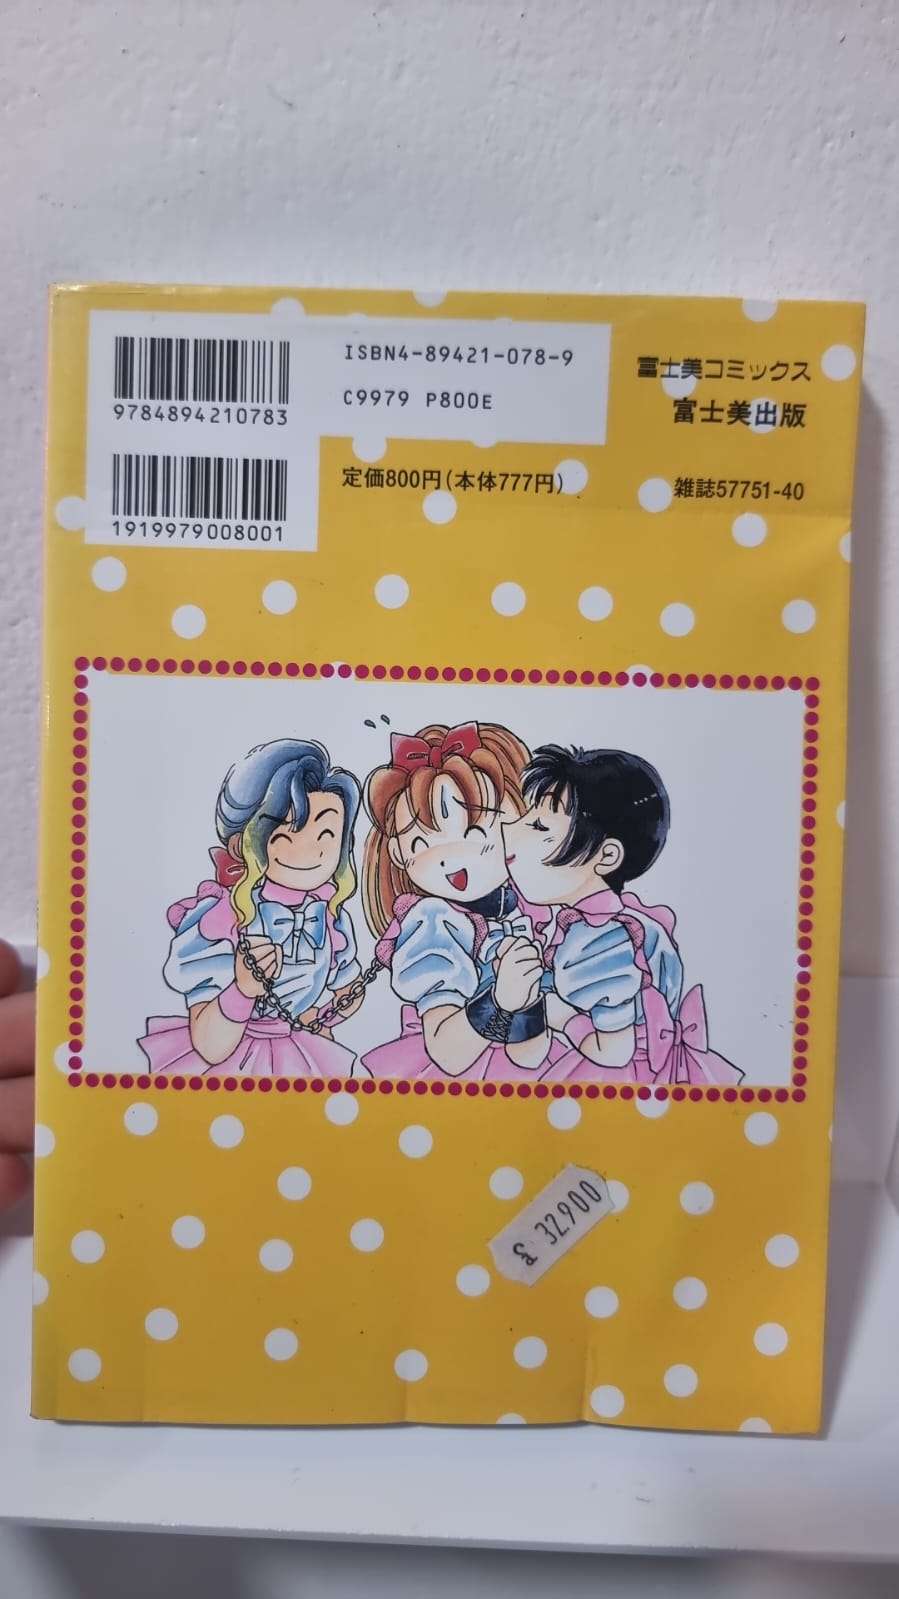 ISBN4-89421-078-9
C9979 P800E
9784894210783
1919979008001
定価800円(本体777円)
富士美コミックス
富士美出版
雑誌57751-40
£ 32.900